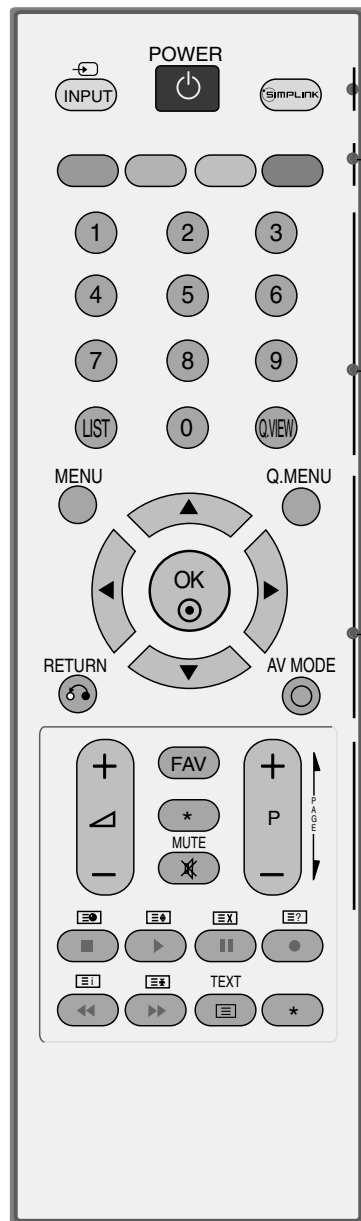 POWER
INPUT
SIMPLINK
1 2 3
4 5 6
7 8 9
LIST 0 Q.VIEW
MENU Q.MENU
OK
RETURN AV MODE
+ FAV +
* P PAGE
MUTE
- -
i ? X
TEXT
*